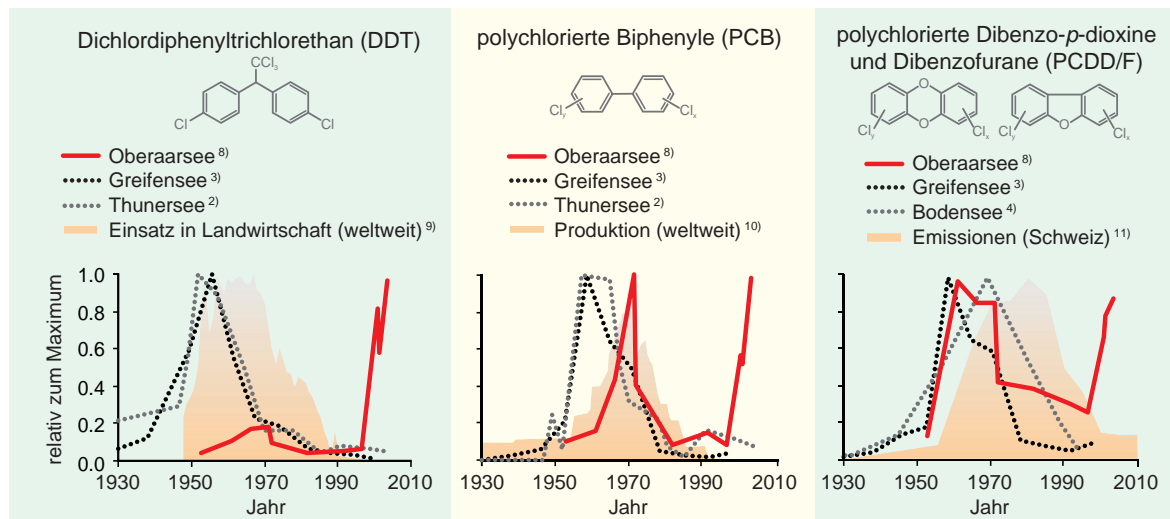 Dichlordiphenyltrichlorethan (DDT)
CCl₃
Cl
Cl
Oberaarsee ⁸⁾
Greifensee ³⁾
Thunersee ²⁾
Einsatz in Landwirtschaft (weltweit) ⁹⁾
relativ zum Maximum
1.0
0.8
0.6
0.4
0.2
0.0
1930 1950 1970 1990 2010
Jahr
polychlorierte Biphenyle (PCB)
Clᵧ
Clₓ
Oberaarsee ⁸⁾
Greifensee ³⁾
Thunersee ²⁾
Produktion (weltweit) ¹⁰⁾
1930 1950 1970 1990 2010
Jahr
polychlorierte Dibenzo-p-dioxine
und Dibenzofurane (PCDD/F)
O
O
Clᵧ
Clₓ
O
Clᵧ
Clₓ
Oberaarsee ⁸⁾
Greifensee ³⁾
Bodensee ⁴⁾
Emissionen (Schweiz) ¹¹⁾
1930 1950 1970 1990 2010
Jahr